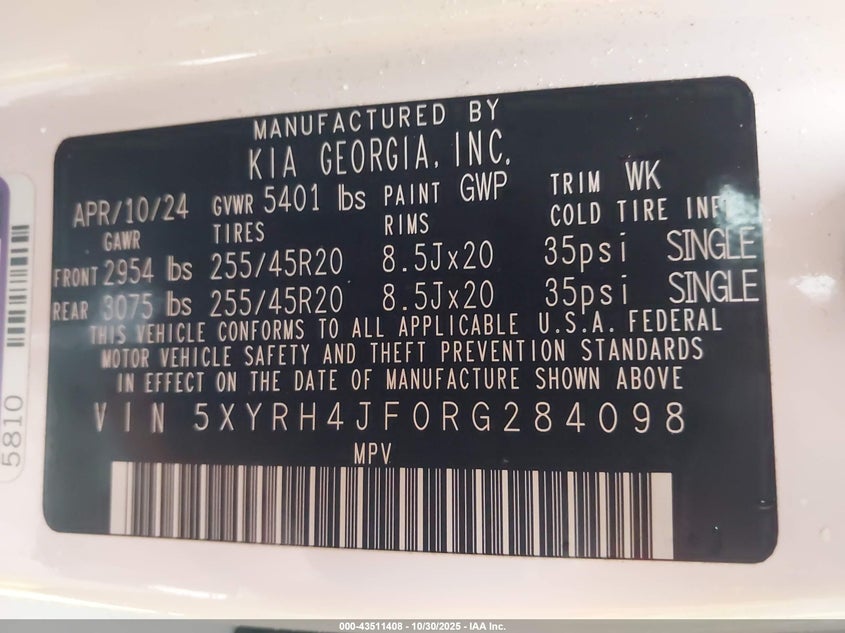 MANUFACTURED BY
KIA GEORGIA, INC.
APR/10/24 GVWR 5401 lbs PAINT GWP TRIM WK
GAWR TIRES RIMS COLD TIRE
FRONT 2954 lbs 255/45R20 8.5Jx20 35psi SINGLE
REAR 3075 lbs 255/45R20 8.5Jx20 35psi SINGLE
THIS VEHICLE CONFORMS TO ALL APPLICABLE U.S.A. FEDERAL
MOTOR VEHICLE SAFETY AND THEFT PREVENTION STANDARDS
IN EFFECT ON THE DATE OF MANUFACTURE SHOWN ABOVE
VIN 5XYRH4JF0RG284098
MPV
5810
000-43511408 - 10/30/2025 - IAA Inc.